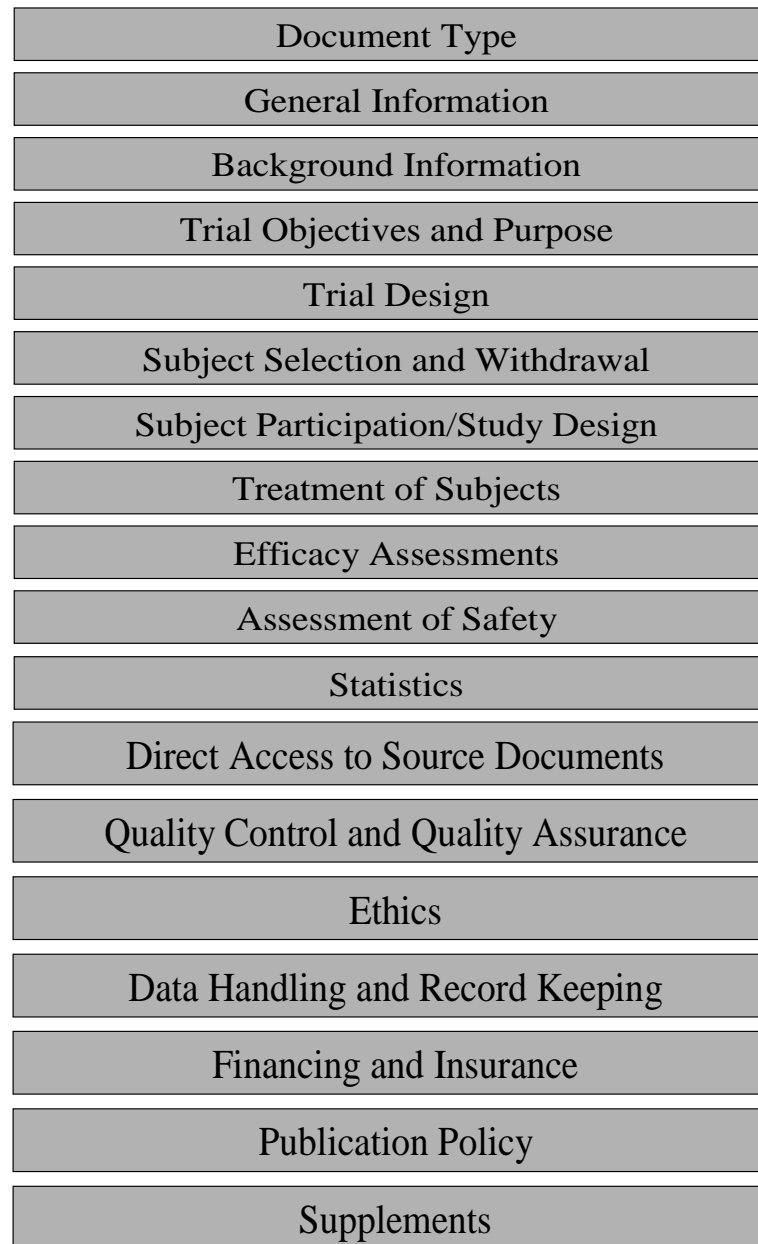 Document Type
General Information
Background Information
Trial Objectives and Purpose
Trial Design
Subject Selection and Withdrawal
Subject Participation/Study Design
Treatment of Subjects
Efficacy Assessments
Assessment of Safety
Statistics
Direct Access to Source Documents
Quality Control and Quality Assurance
Ethics
Data Handling and Record Keeping
Financing and Insurance
Publication Policy
Supplements